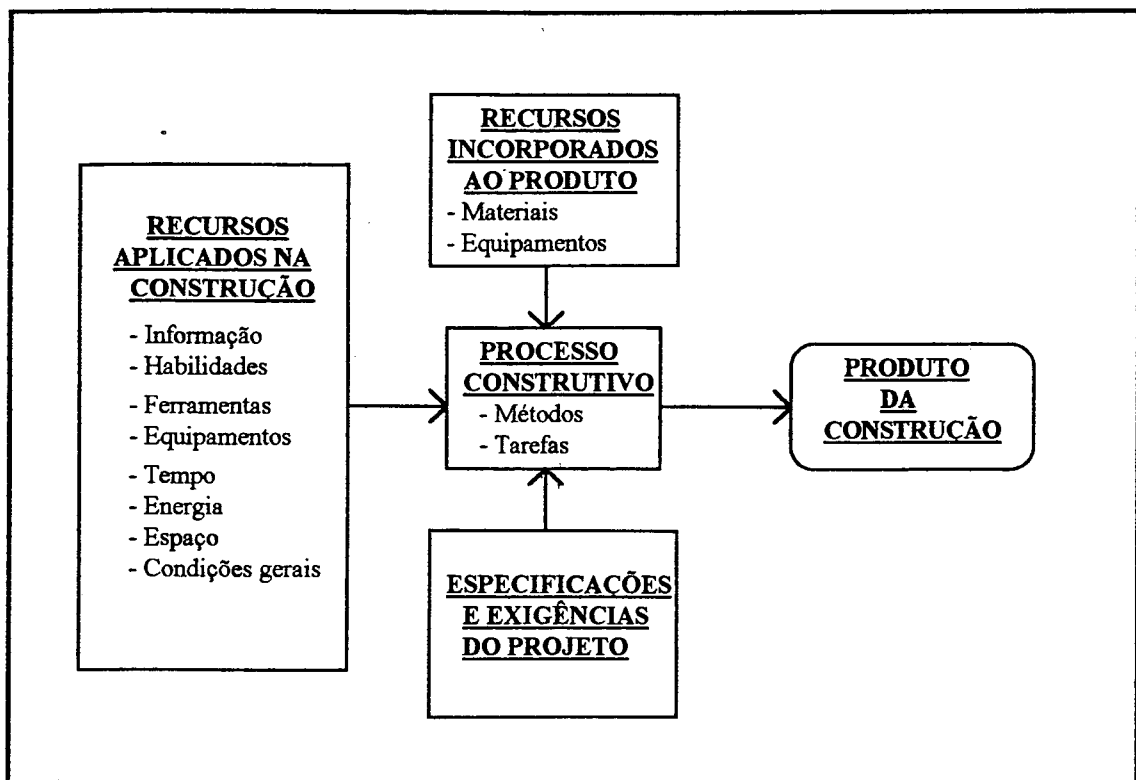 RECURSOS
INCORPORADOS
AO PRODUTO
- Materiais
- Equipamentos
RECURSOS
APLICADOS NA
CONSTRUÇÃO
- Informação
- Habilidades
- Ferramentas
- Equipamentos
- Tempo
- Energia
- Espaço
- Condições gerais
PROCESSO
CONSTRUTIVO
- Métodos
- Tarefas
PRODUTO
DA
CONSTRUÇÃO
ESPECIFICAÇÕES
E EXIGÊNCIAS
DO PROJETO